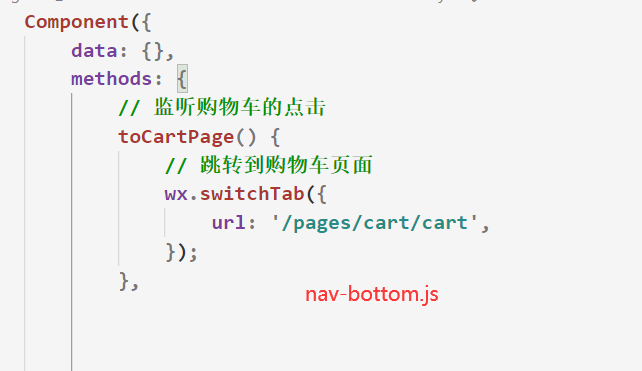 Component({
data: {},
methods: {
// 监听购物车的点击
toCartPage() {
// 跳转到购物车页面
wx.switchTab({
url: '/pages/cart/cart',
});
},
nav-bottom.js